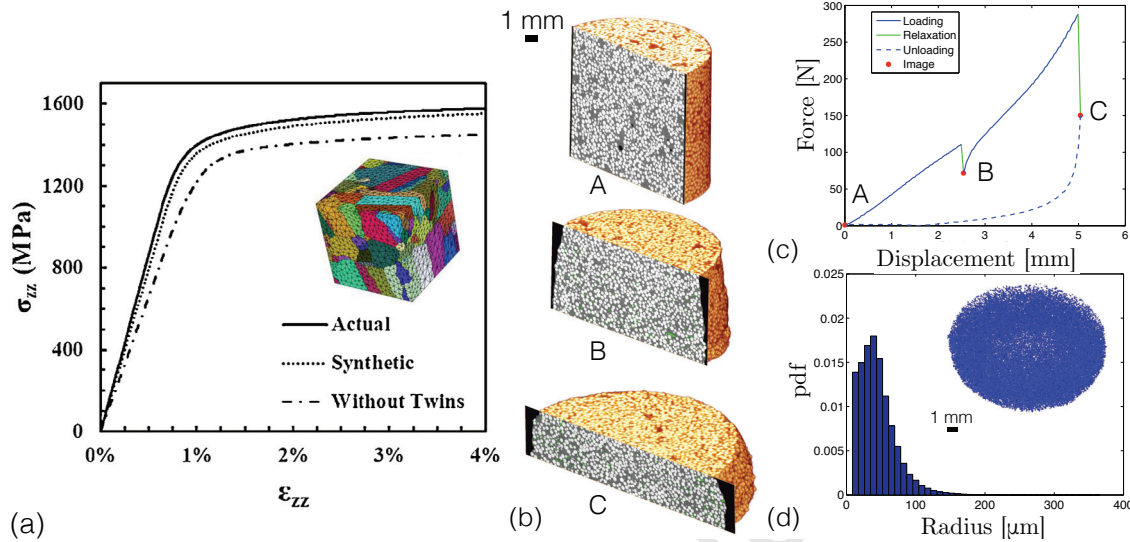 1600
1200
800
400
0
0%
1%
2%
3%
4%
σzz (MPa)
εzz
Actual
Synthetic
Without Twins
(a)
1 mm
A
B
C
(b)
300
250
200
150
100
50
0
0
1
2
3
4
5
6
Force [N]
Displacement [mm]
Loading
Relaxation
Unloading
Image
A
B
C
(c)
0.025
0.02
0.015
0.01
0.005
0
0
100
200
300
400
pdf
Radius [μm]
1 mm
(d)